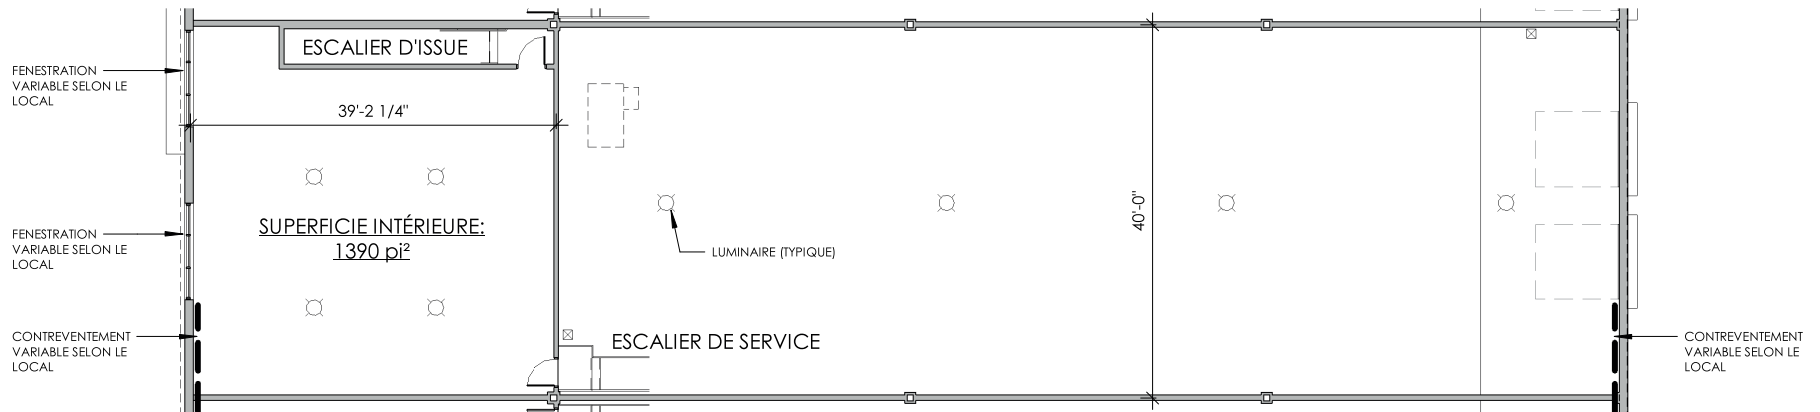 ESCALIER D'ISSUE
FENESTRATION
VARIABLE SELON LE
LOCAL
39'-2 1/4"
SUPERFICIE INTÉRIEURE:
1390 pi²
40'-0"
FENESTRATION
VARIABLE SELON LE
LOCAL
LUMINAIRE (TYPIQUE)
CONTREVENTEMENT
VARIABLE SELON LE
LOCAL
ESCALIER DE SERVICE
CONTREVENTEMENT
VARIABLE SELON LE
LOCAL